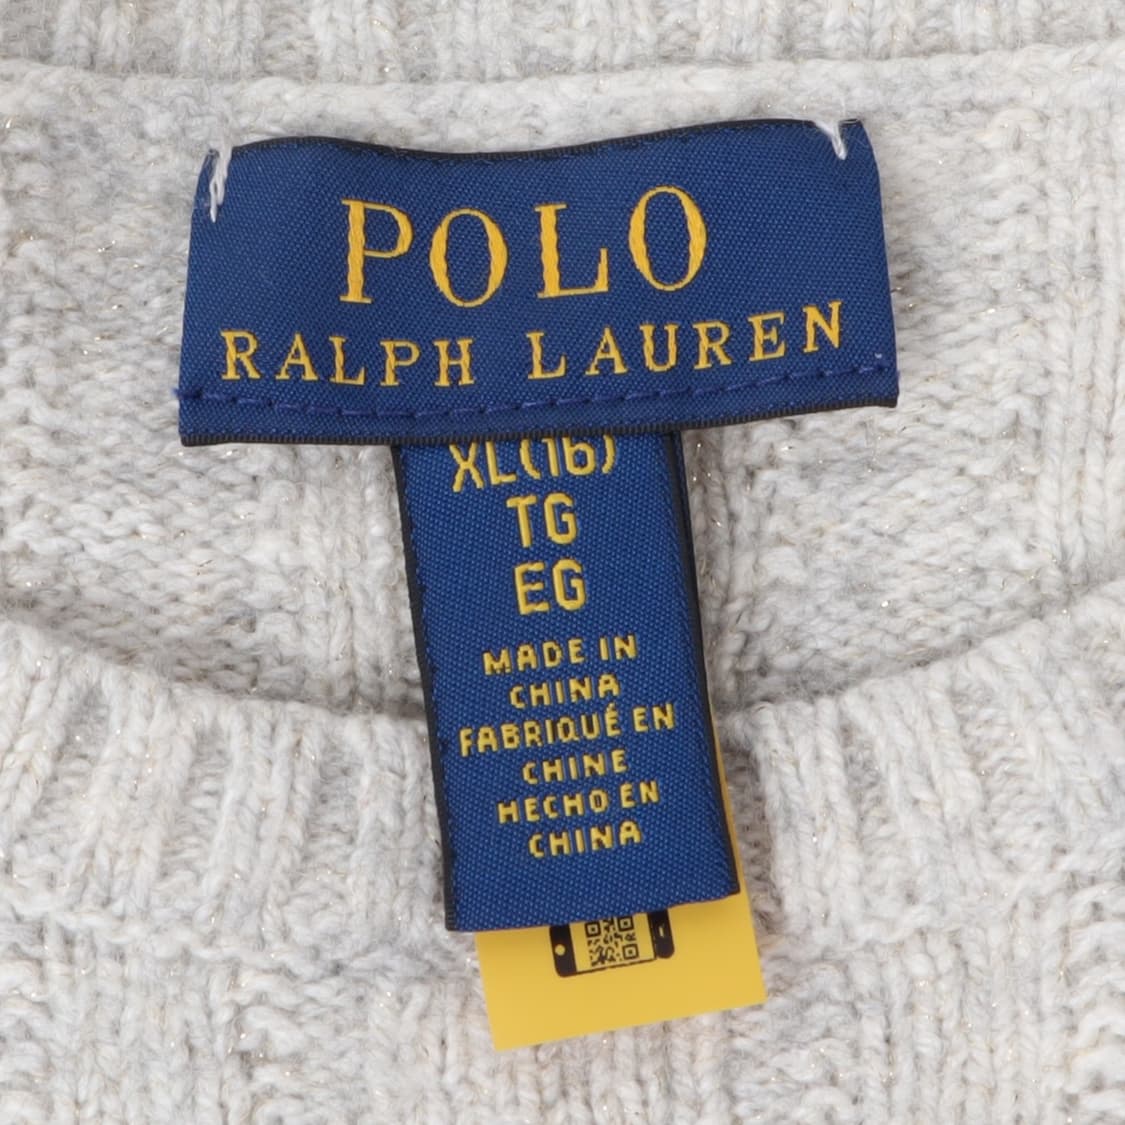 POLO
RALPH LAUREN
XL(16)
TG
EG
MADE IN
CHINA
FABRIQUÉ EN
CHINE
HECHO EN
CHINA